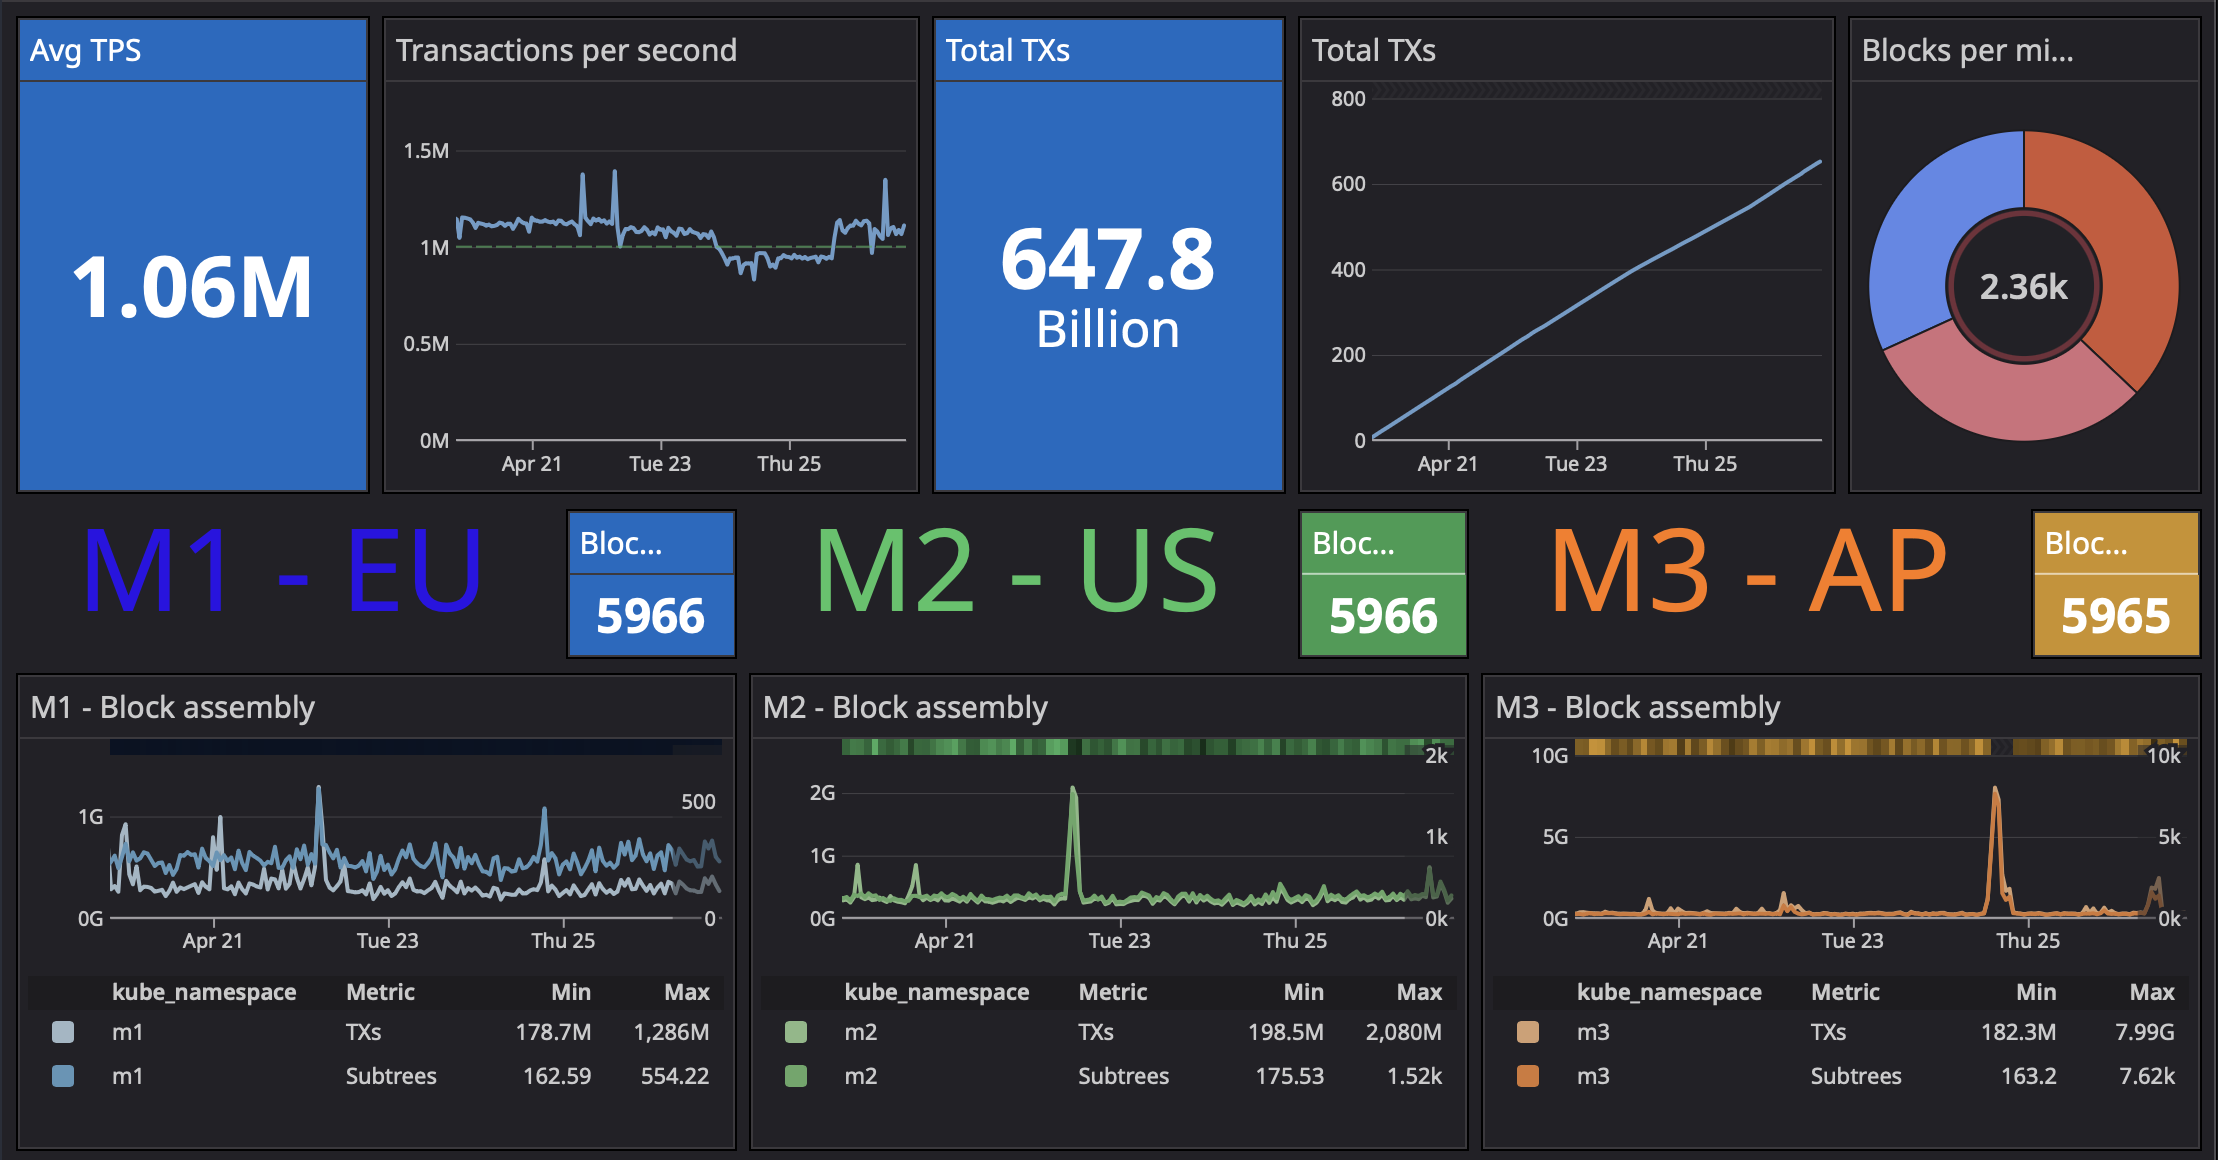 Avg TPS
1.06M
Transactions per second
1.5M
1M
0.5M
0M
Apr 21
Tue 23
Thu 25
Total TXs
647.8
Billion
Total TXs
800
600
400
200
0
Apr 21
Tue 23
Thu 25
Blocks per mi...
2.36k
M1 - EU
Bloc...
5966
M2 - US
Bloc...
5966
M3 - AP
Bloc...
5965
M1 - Block assembly
1G
0G
500
0
Apr 21
Tue 23
Thu 25
kube_namespace Metric Min Max
m1 TXs 178.7M 1,286M
m1 Subtrees 162.59 554.22
M2 - Block assembly
2G
1G
0G
2k
1k
0k
Apr 21
Tue 23
Thu 25
kube_namespace Metric Min Max
m2 TXs 198.5M 2,080M
m2 Subtrees 175.53 1.52k
M3 - Block assembly
10G
5G
0G
10k
5k
0k
Apr 21
Tue 23
Thu 25
kube_namespace Metric Min Max
m3 TXs 182.3M 7.99G
m3 Subtrees 163.2 7.62k